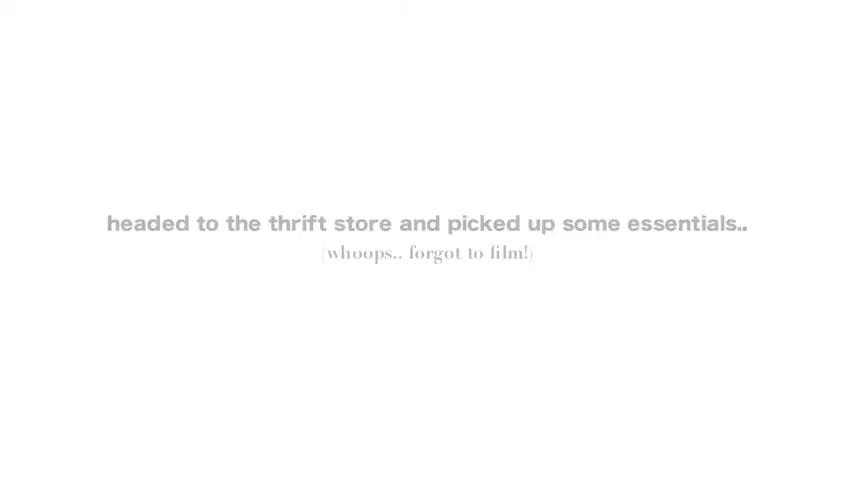 headed to the thrift store and picked up some essentials..
(whoops.. forgot to film!)